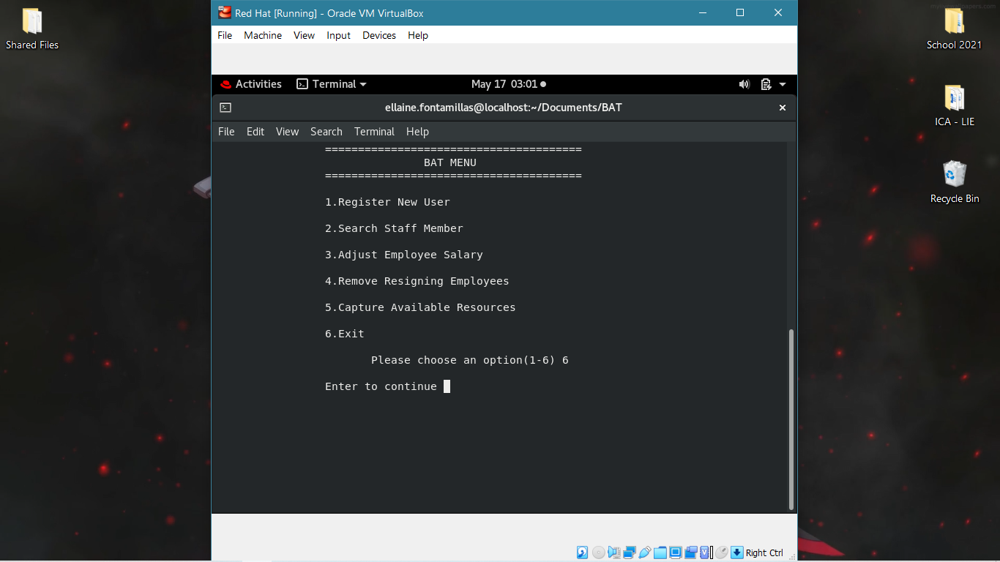 Red Hat [Running] - Oracle VM VirtualBox
File Machine View Input Devices Help
Shared Files
School 2021
ICA - LIE
Recycle Bin
Activities Terminal May 17 03:01
ellaine.fontamillas@localhost:~/Documents/BAT
File Edit View Search Terminal Help
=======================================
BAT MENU
=======================================
1.Register New User
2.Search Staff Member
3.Adjust Employee Salary
4.Remove Resigning Employees
5.Capture Available Resources
6.Exit
Please choose an option(1-6) 6
Enter to continue
Right Ctrl